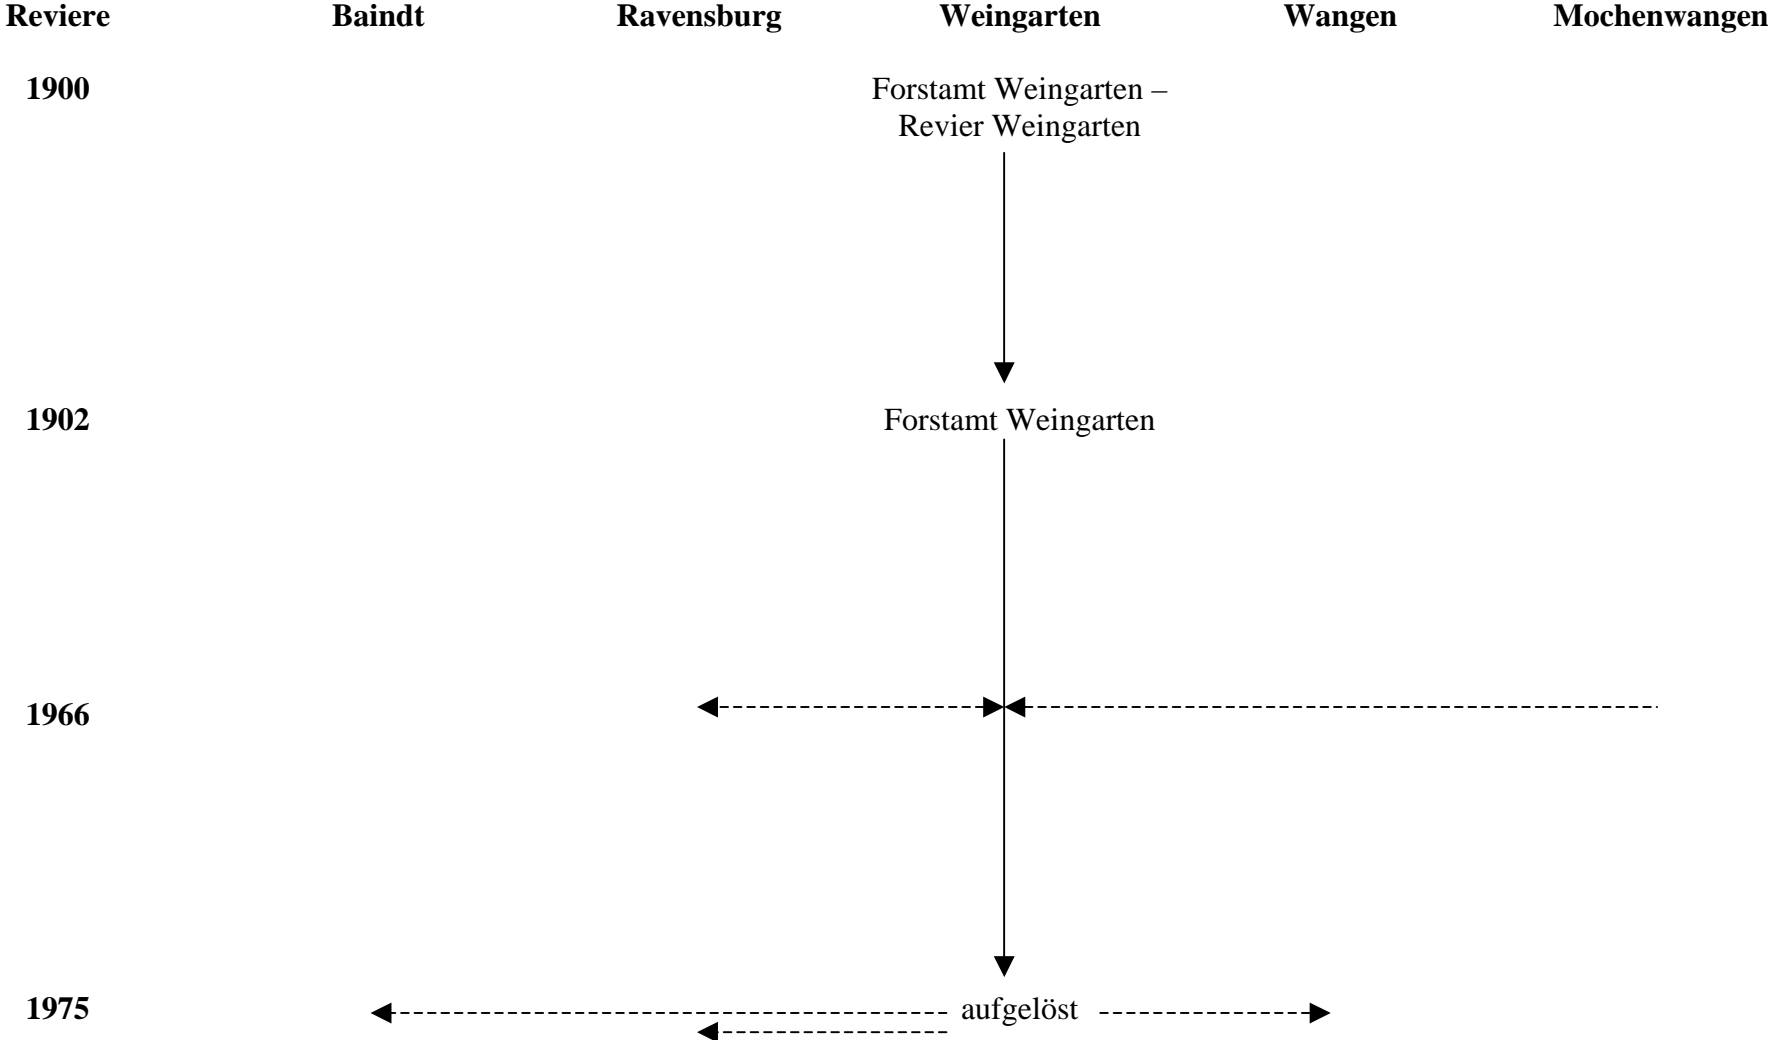 Reviere Baindt Ravensburg Weingarten Wangen Mochenwangen
1900 Forstamt Weingarten –
Revier Weingarten
1902 Forstamt Weingarten
1966
1975 aufgelöst